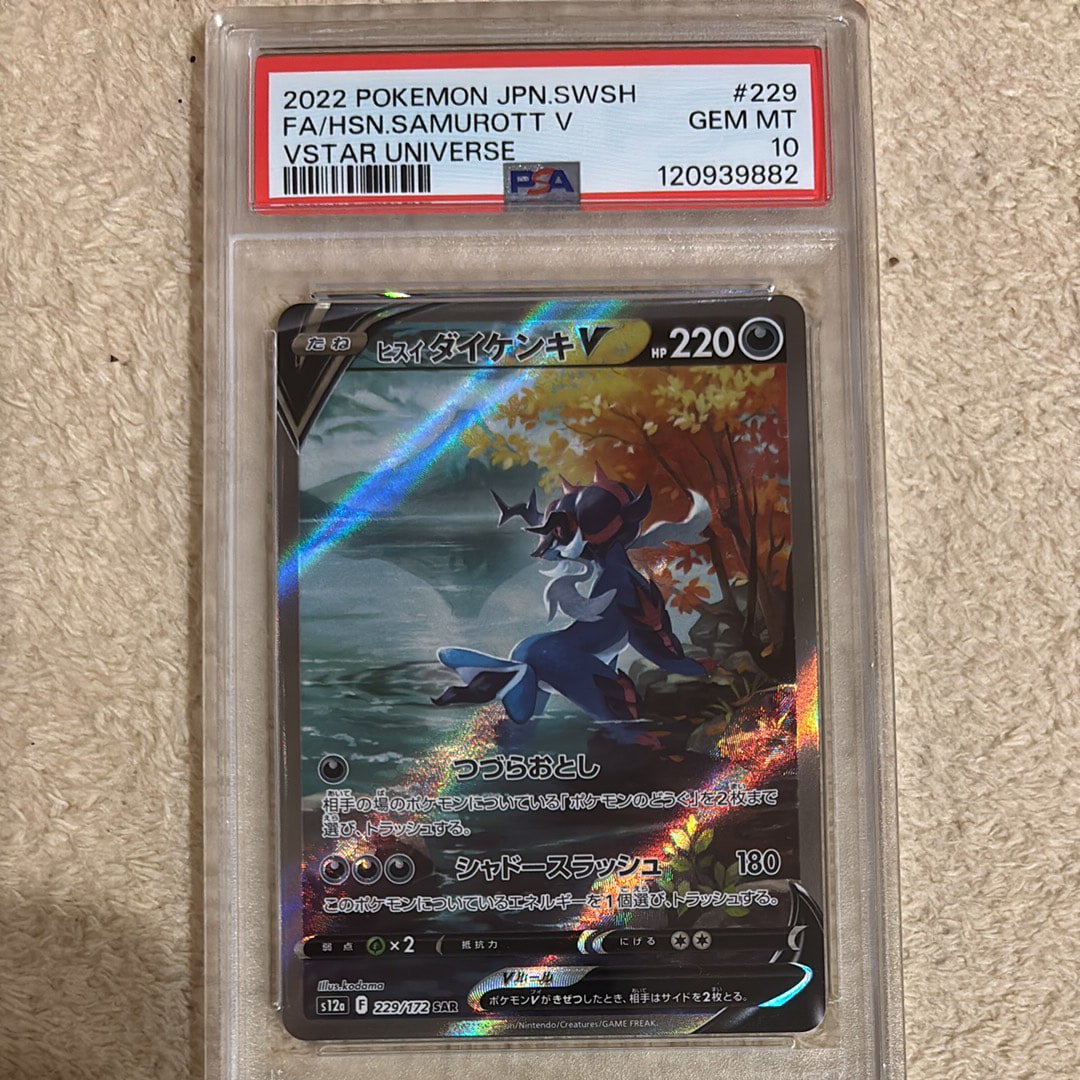 2022 POKEMON JPN.SWSH #229
FA/HSN.SAMUROTT V GEM MT
VSTAR UNIVERSE 10
PSA 120939882
たね ヒスイ ダイケンキV HP 220
つづらおとし
相手の場のポケモンについている「ポケモンのどうぐ」を2枚まで
選び、トラッシュする。
シャドースラッシュ 180
このポケモンについているエネルギーを1個選び、トラッシュする。
弱点 ×2 抵抗力 にげる
Vルール
ポケモンVがきぜつしたとき、相手はサイドを2枚とる。
Illus.kodama
s12a F 229/172 SAR
/Nintendo/Creatures/GAME FREAK.